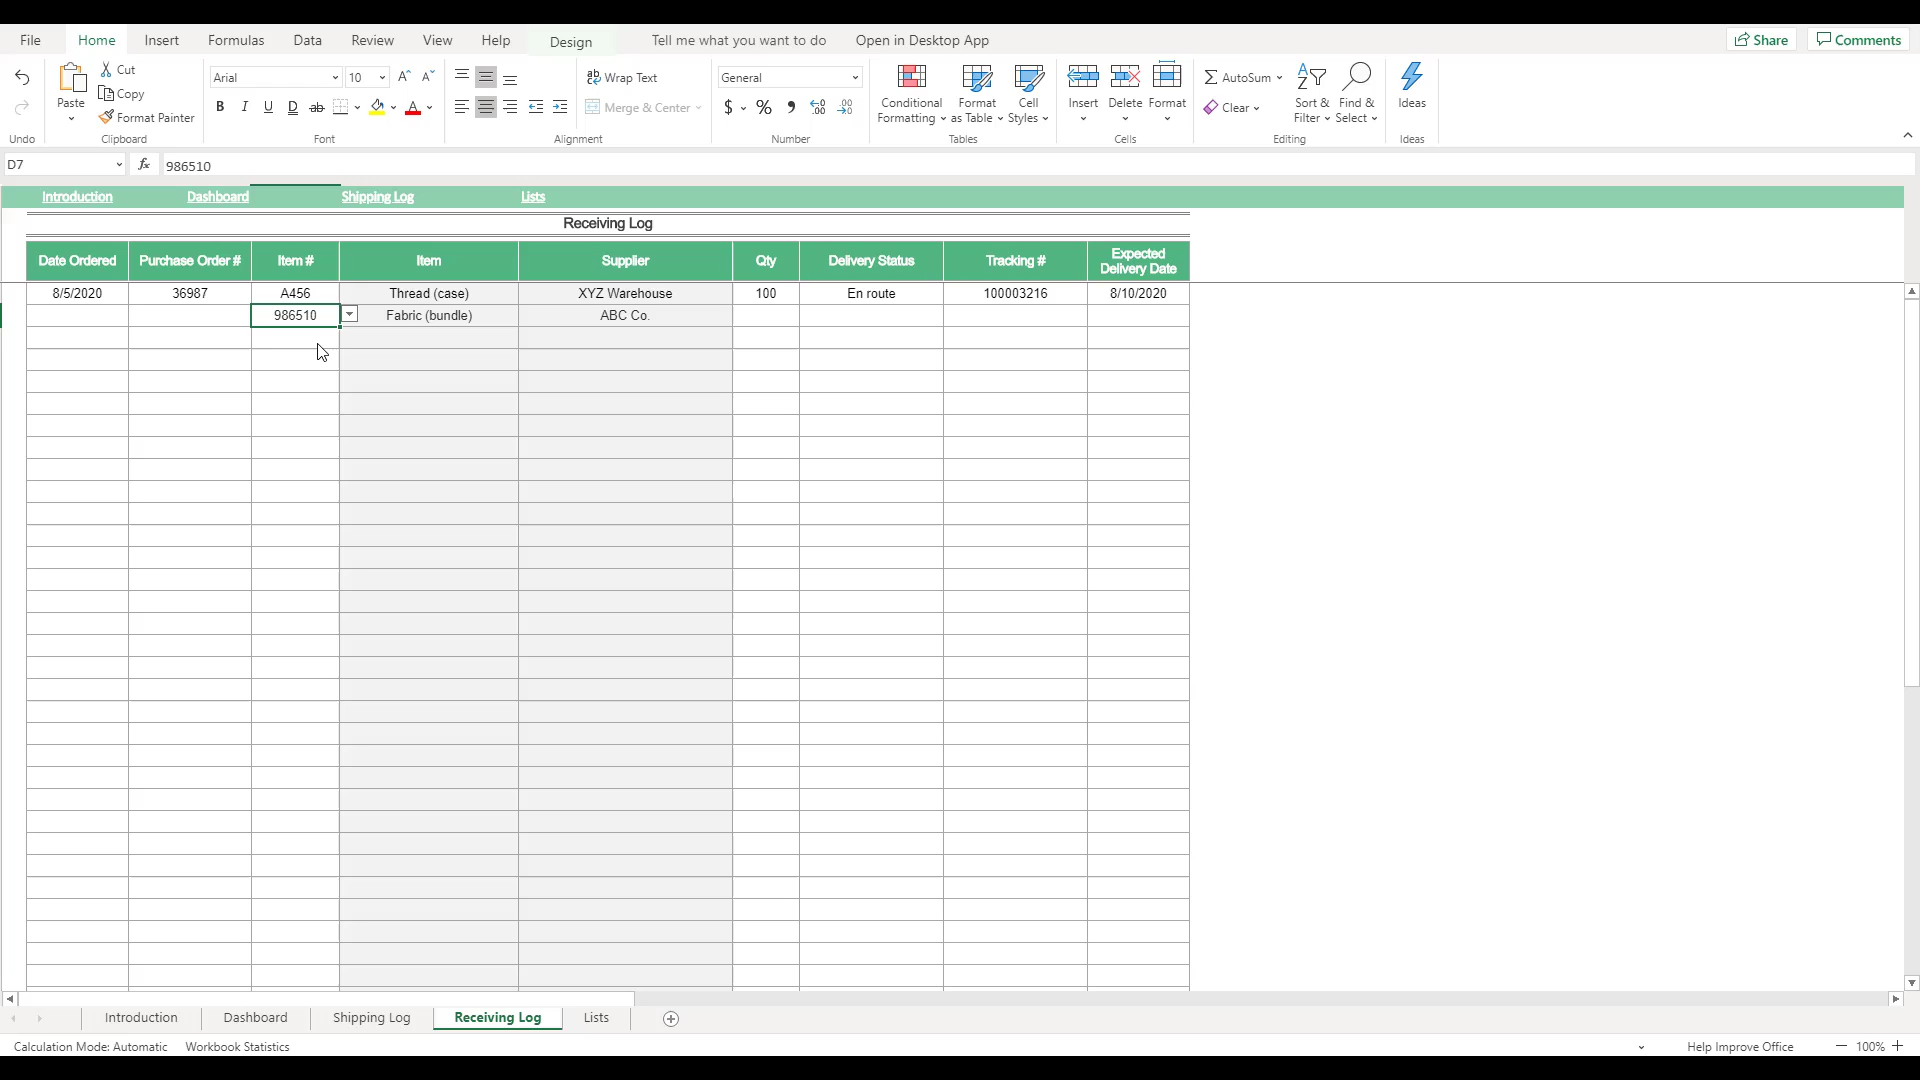 File Home Insert Formulas Data Review View Help Design Tell me what you want to do Open in Desktop App Share Comments
Cut
Copy
Format Painter
Paste
Arial 10
B I U D ab A
Wrap Text
Merge & Center
General
$ % 9
Conditional Formatting
Format as Table
Cell Styles
Insert Delete Format
AutoSum
Clear
Sort & Filter
Find & Select
Ideas
Undo Clipboard Font Alignment Number Tables Cells Editing Ideas
D7 fx 986510
Introduction Dashboard Shipping Log Lists
Receiving Log
Date Ordered Purchase Order # Item # Item Supplier Qty Delivery Status Tracking # Expected Delivery Date
8/5/2020 36987 A456 Thread (case) XYZ Warehouse 100 En route 100003216 8/10/2020
986510 Fabric (bundle) ABC Co.
Introduction Dashboard Shipping Log Receiving Log Lists
Calculation Mode: Automatic Workbook Statistics Help Improve Office 100%